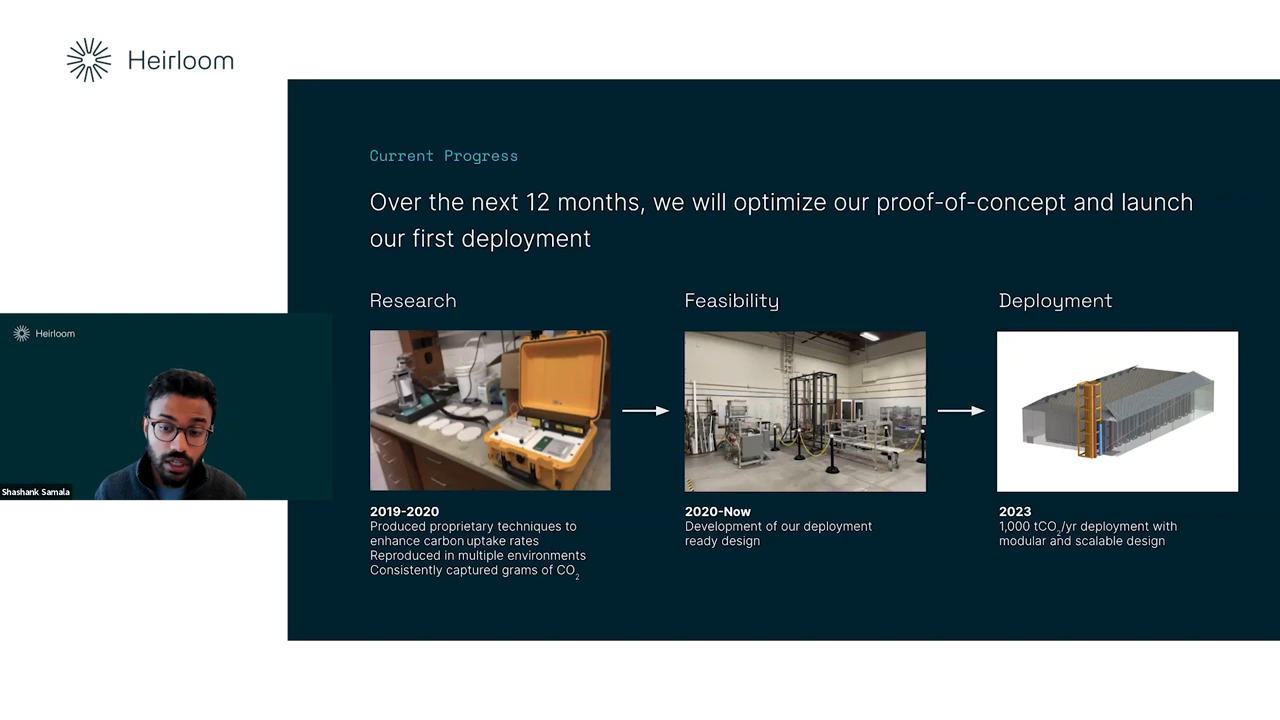 Heirloom
Current Progress
Over the next 12 months, we will optimize our proof-of-concept and launch
our first deployment
Research
Feasibility
Deployment
Heirloom
Shashank Samala
2019-2020
Produced proprietary techniques to
enhance carbon uptake rates
Reproduced in multiple environments
Consistently captured grams of CO₂
2020-Now
Development of our deployment
ready design
2023
1,000 tCO₂/yr deployment with
modular and scalable design